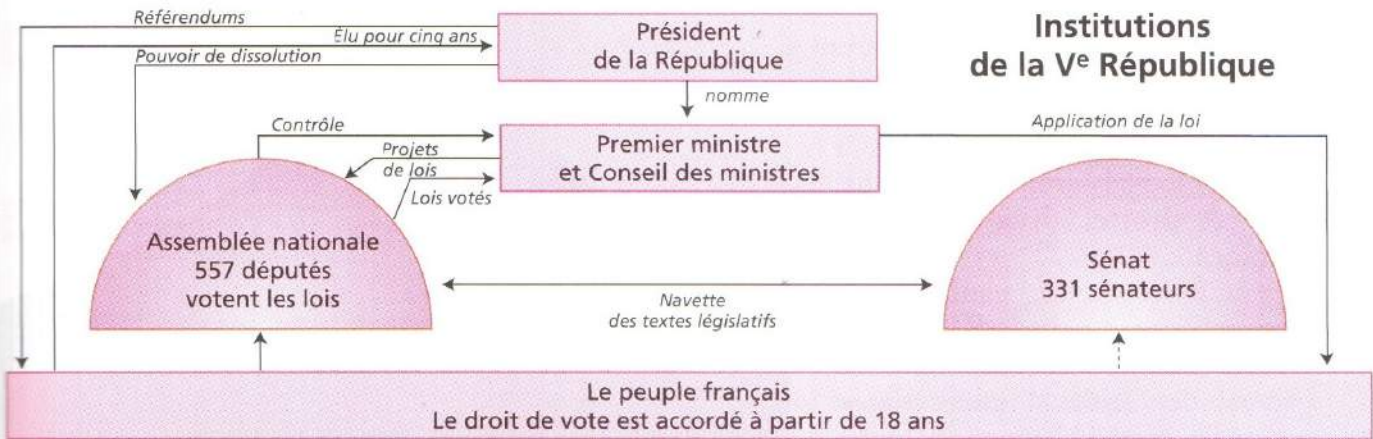 Institutions
de la Vᵉ République
Référendums
Élu pour cinq ans
Pouvoir de dissolution
Président
de la République
nomme
Contrôle
Premier ministre
et Conseil des ministres
Application de la loi
Projets
de lois
Lois votés
Assemblée nationale
557 députés
votent les lois
Sénat
331 sénateurs
Navette
des textes législatifs
Le peuple français
Le droit de vote est accordé à partir de 18 ans